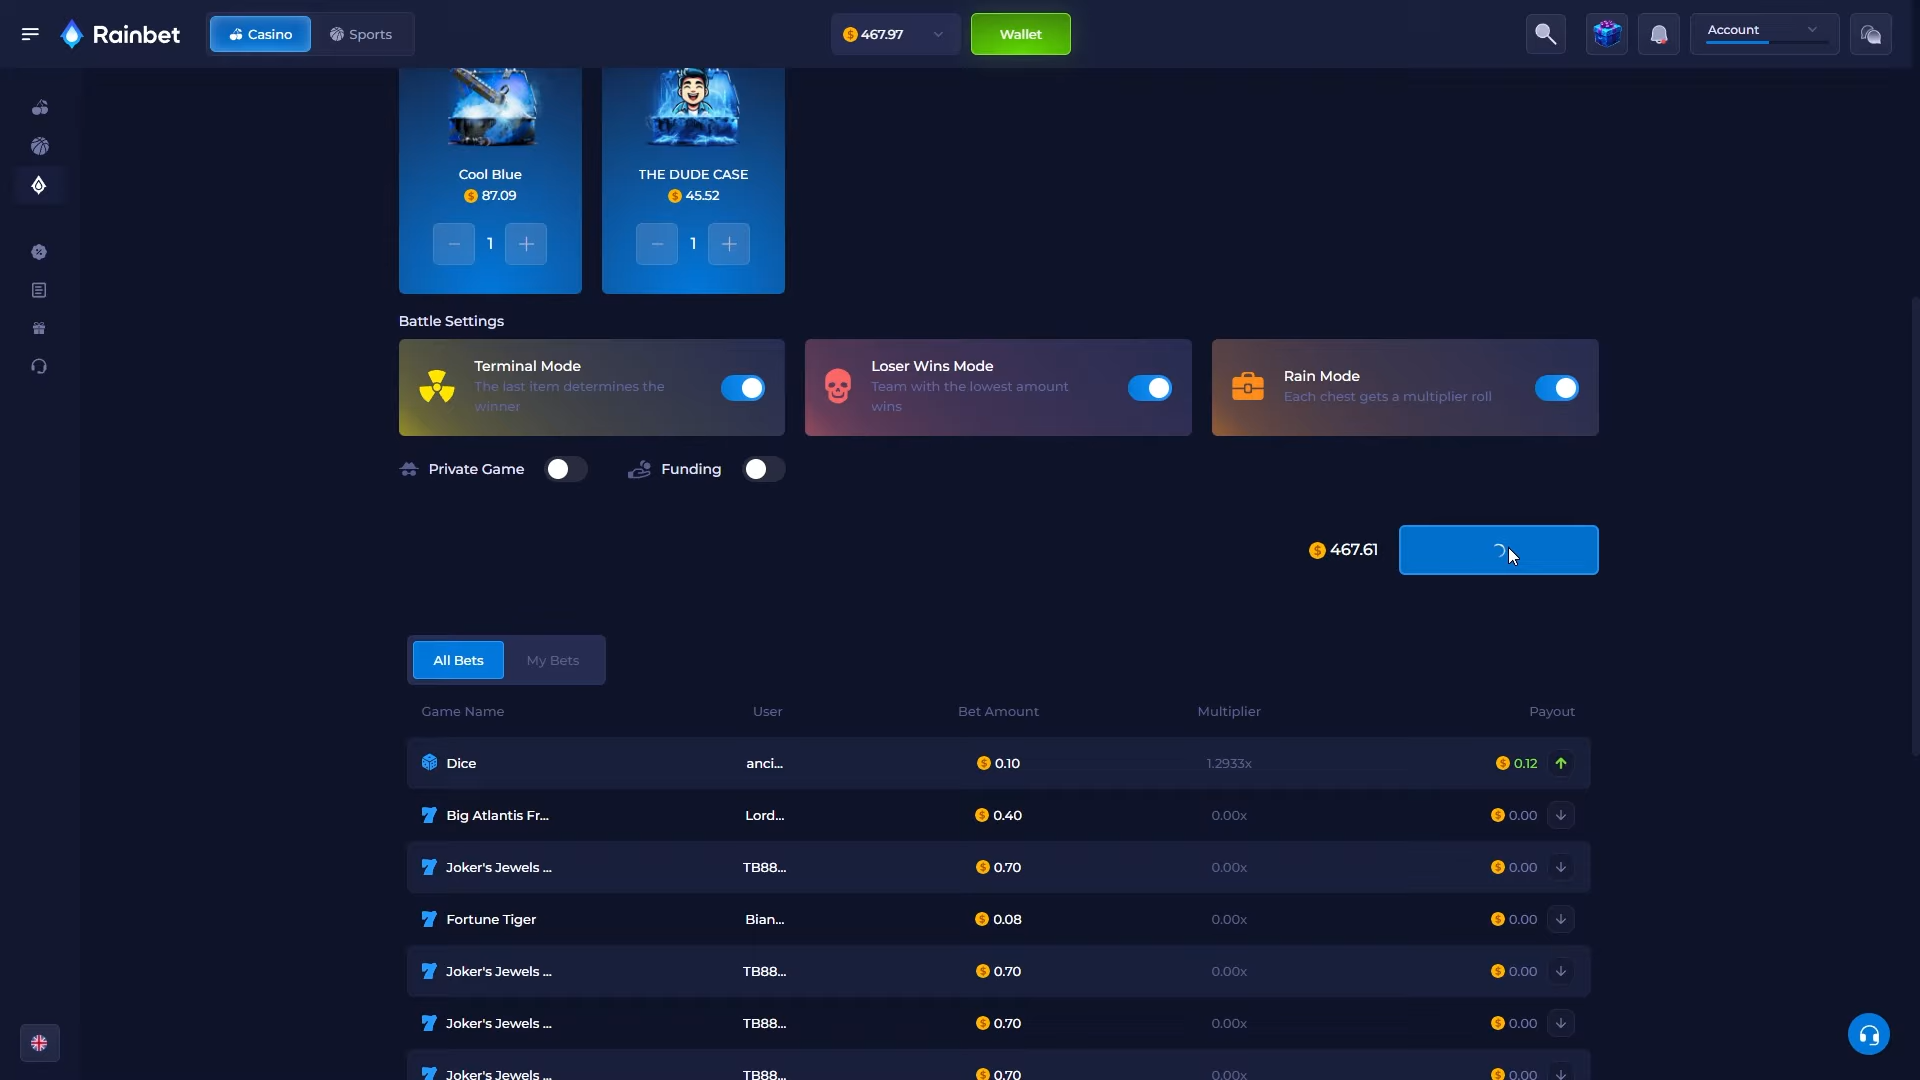 Rainbet
Casino
Sports
467.97
Wallet
Account
Cool Blue
87.09
1
THE DUDE CASE
45.52
1
Battle Settings
Terminal Mode
The last item determines the
winner
Loser Wins Mode
Team with the lowest amount
wins
Rain Mode
Each chest gets a multiplier roll
Private Game
Funding
467.61
All Bets
My Bets
Game Name User Bet Amount Multiplier Payout
Dice anci... 0.10 1.2933x 0.12
Big Atlantis Fr... Lord... 0.40 0.00x 0.00
Joker's Jewels ... TB88... 0.70 0.00x 0.00
Fortune Tiger Bian... 0.08 0.00x 0.00
Joker's Jewels ... TB88... 0.70 0.00x 0.00
Joker's Jewels ... TB88... 0.70 0.00x 0.00
Joker's Jewels ... TB88... 0.70 0.00x 0.00